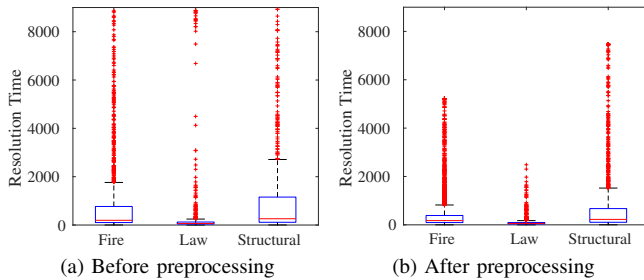 8000
6000
4000
2000
0
Resolution Time
Fire Law Structural
(a) Before preprocessing
8000
6000
4000
2000
0
Resolution Time
Fire Law Structural
(b) After preprocessing